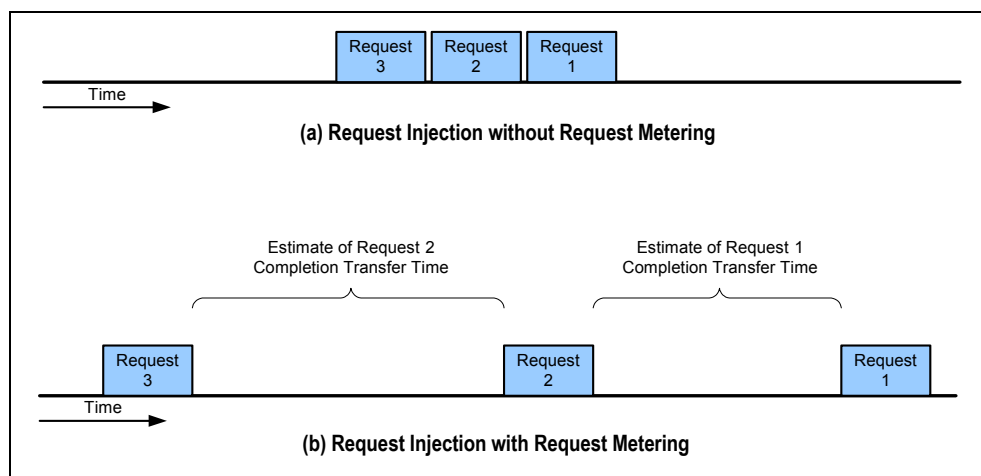 Request
3
Request
2
Request
1
Time
(a) Request Injection without Request Metering
Estimate of Request 2
Completion Transfer Time
Estimate of Request 1
Completion Transfer Time
Request
3
Request
2
Request
1
Time
(b) Request Injection with Request Metering